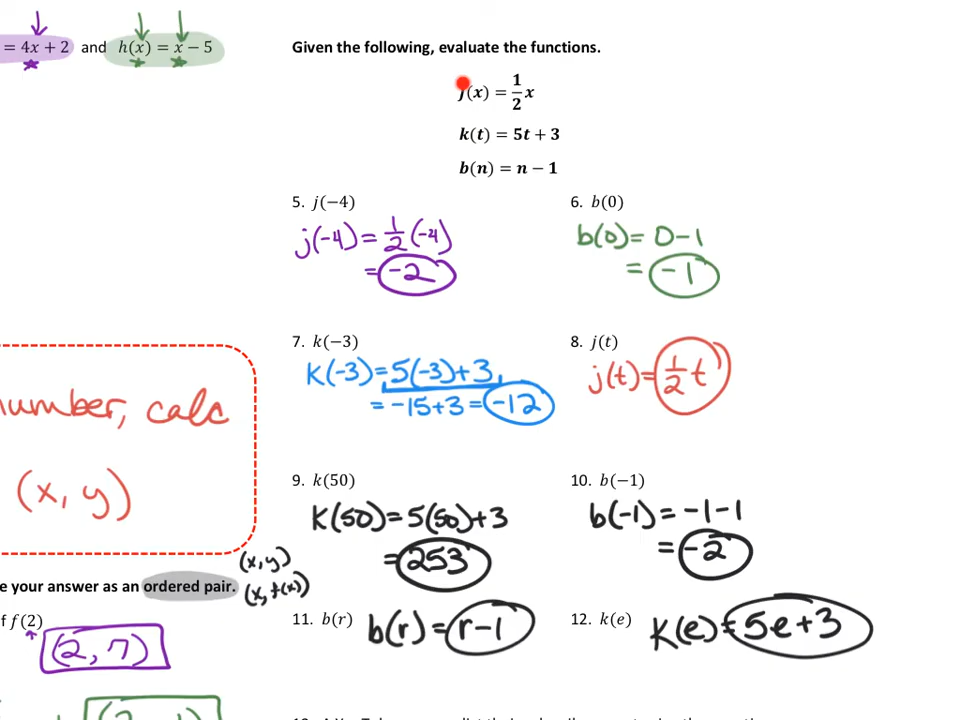 = 4x + 2 and h(x) = x − 5
Given the following, evaluate the functions.
j(x) = 1/2 x
k(t) = 5t + 3
b(n) = n − 1
5. j(−4)
6. b(0)
j(-4) = 1/2 (-4)
= -2
b(0) = 0-1
= -1
7. k(−3)
8. j(t)
K(-3) = 5(-3)+3
= -15+3 = -12
j(t) = 1/2 t
number, calc
(x, y)
9. k(50)
10. b(−1)
K(50) = 5(50)+3
= 253
b(-1) = -1-1
= -2
(x, y)
e your answer as an ordered pair. (x, f(x))
f f(2)
(2, 7)
11. b(r)
b(r) = r-1
12. k(e)
K(e) = 5e+3